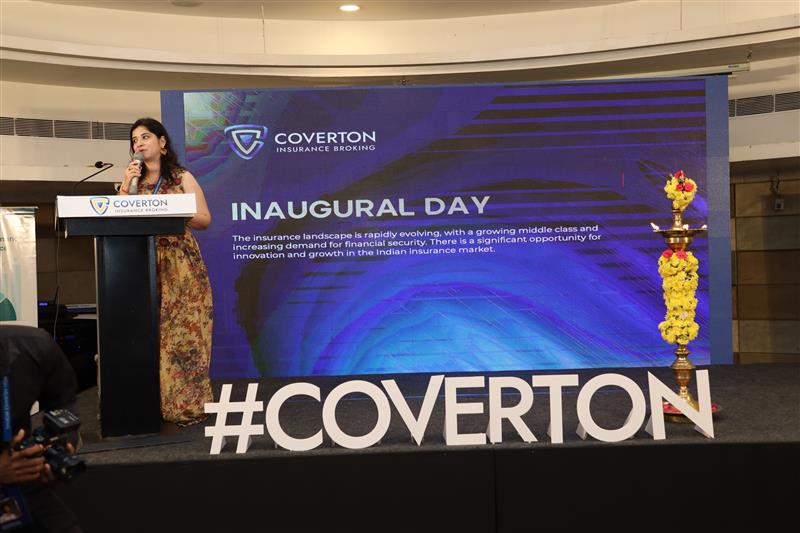 COVERTON
INSURANCE BROKING
INAUGURAL DAY
The insurance landscape is rapidly evolving, with a growing middle class and
increasing demand for financial security. There is a significant opportunity for
innovation and growth in the Indian insurance market.
COVERTON
INSURANCE BROKING
#COVERTON